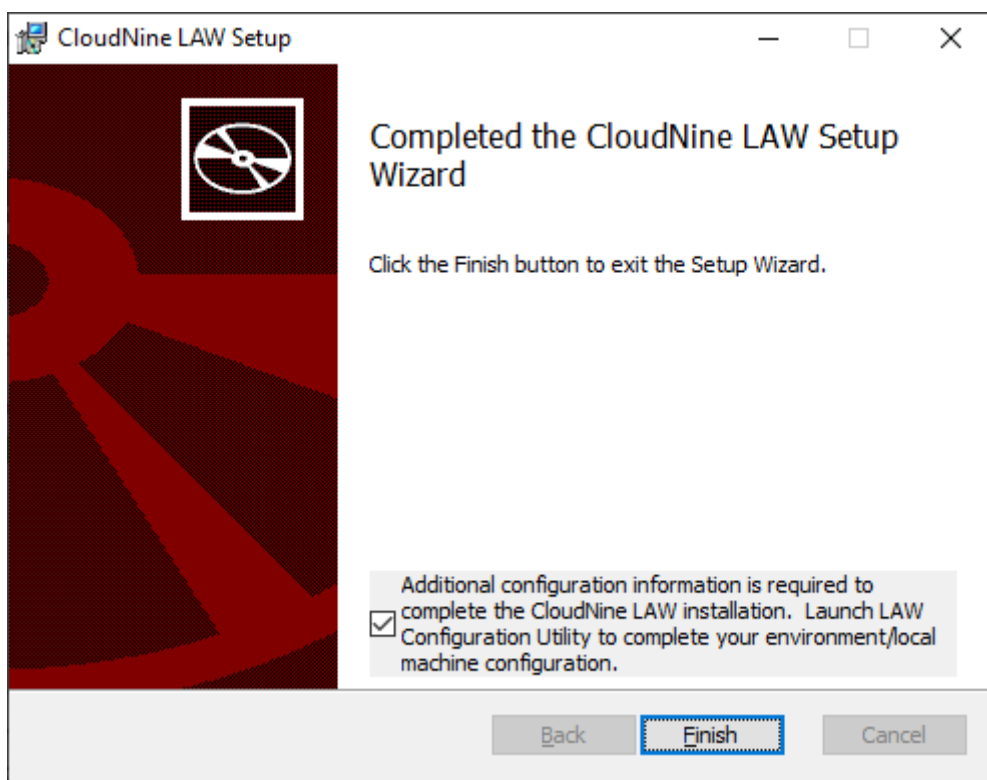 CloudNine LAW Setup
Completed the CloudNine LAW Setup
Wizard
Click the Finish button to exit the Setup Wizard.
Additional configuration information is required to
complete the CloudNine LAW installation.  Launch LAW
Configuration Utility to complete your environment/local
machine configuration.
Back
Finish
Cancel